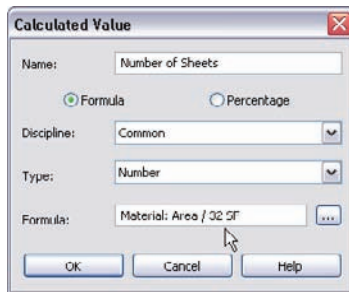 Calculated Value
Name: Number of Sheets
Formula Percentage
Discipline: Common
Type: Number
Formula: Material: Area / 32 SF ...
OK Cancel Help